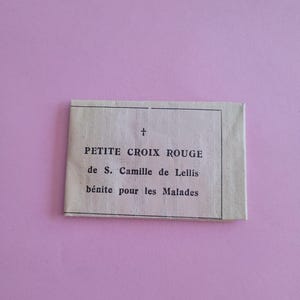 ✝
PETITE CROIX ROUGE
de S. Camille de Lellis
bénite pour les Malades